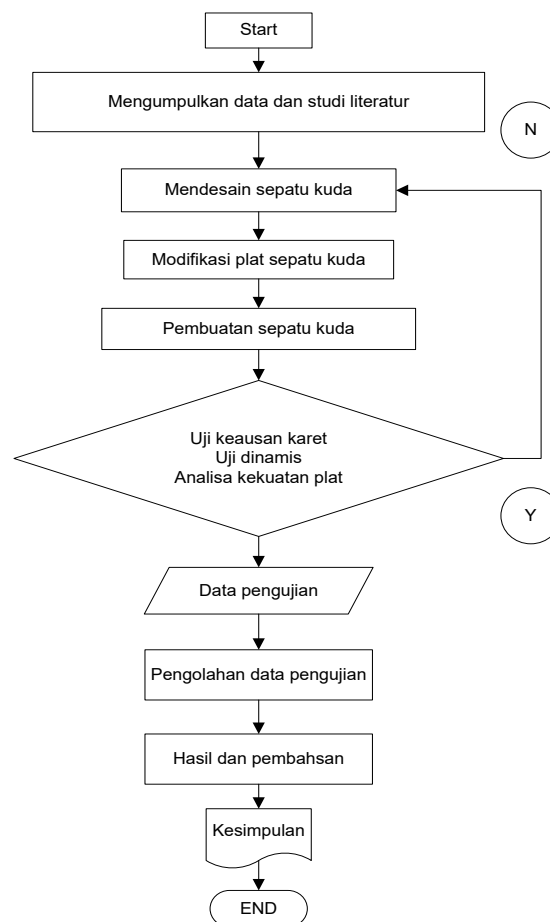 Start
Mengumpulkan data dan studi literatur
N
Mendesain sepatu kuda
Modifikasi plat sepatu kuda
Pembuatan sepatu kuda
Uji keausan karet
Uji dinamis
Analisa kekuatan plat
Y
Data pengujian
Pengolahan data pengujian
Hasil dan pembahsan
Kesimpulan
END